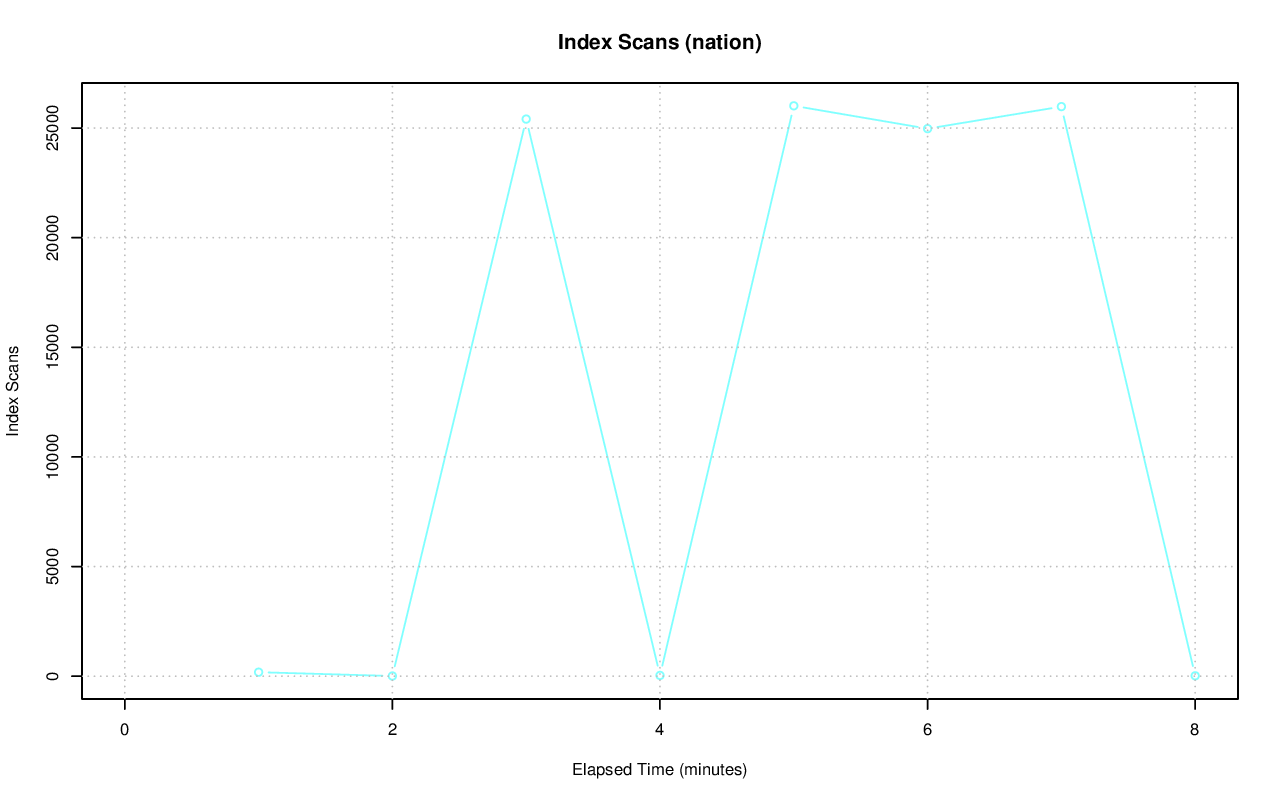 Index Scans (nation)
Index Scans
25000
20000
15000
10000
5000
0
0 2 4 6 8
Elapsed Time (minutes)